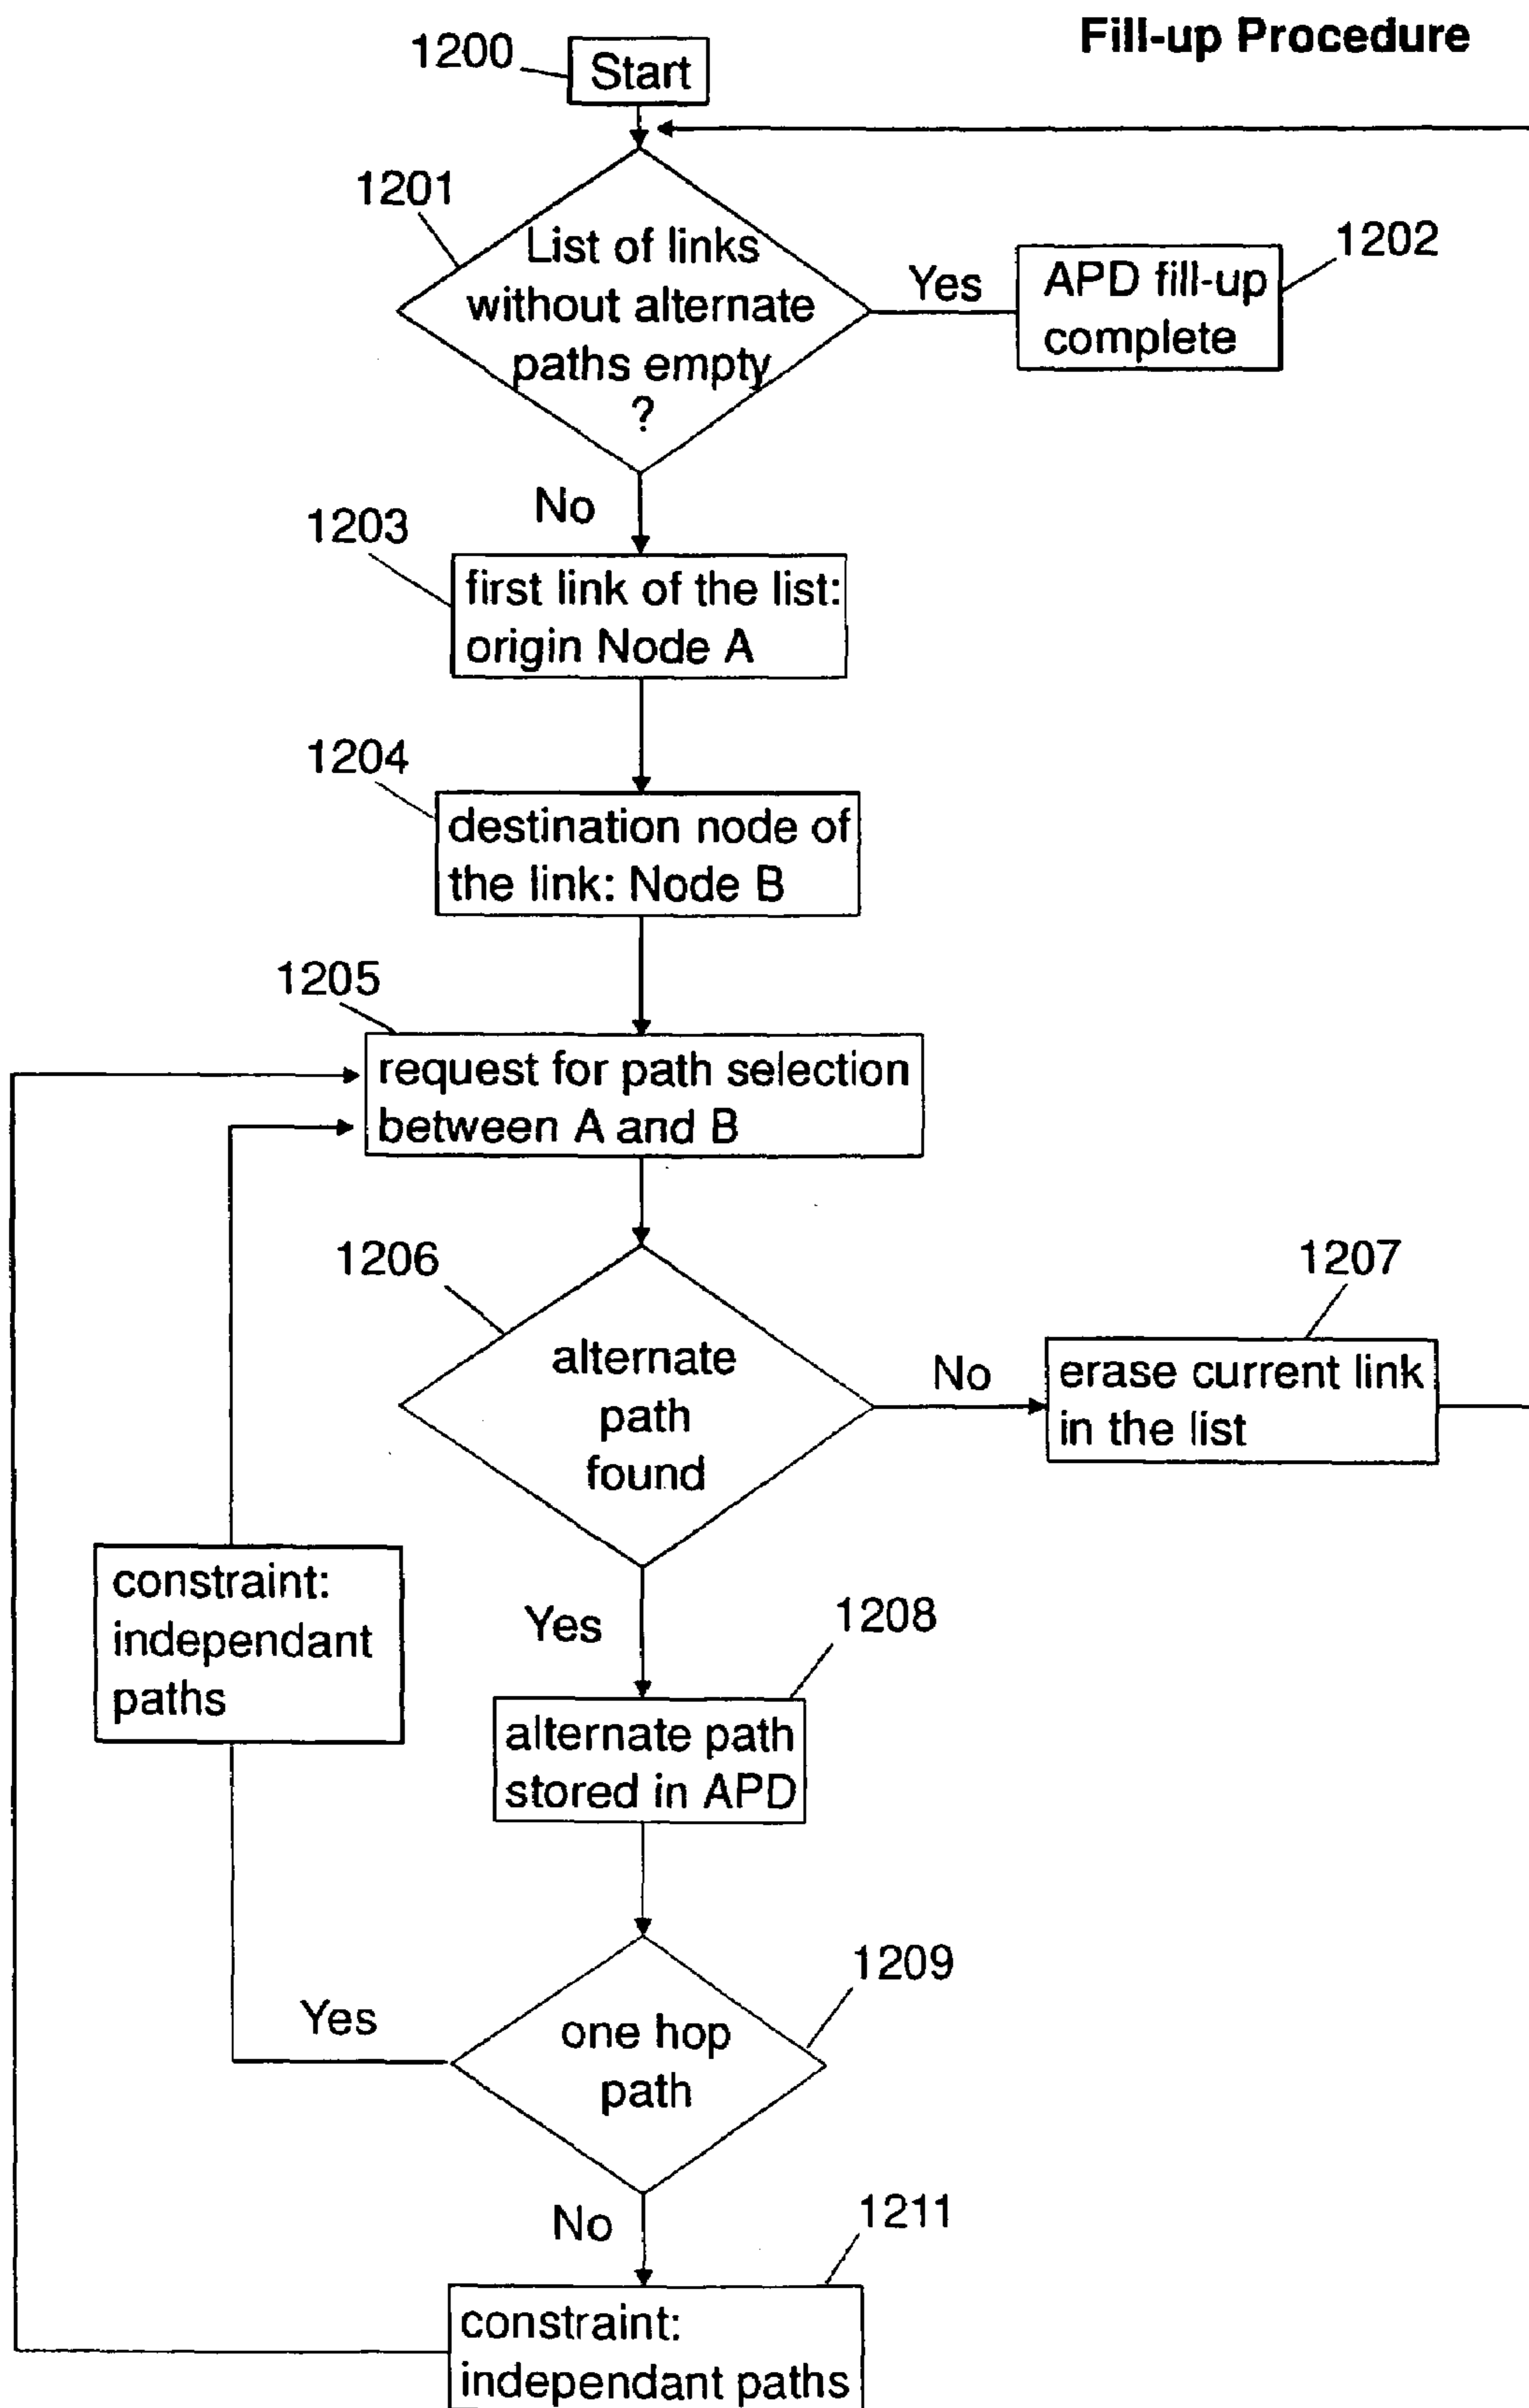 Fill-up Procedure
1200
Start
1201
List of links
without alternate
paths empty
?
Yes
1202
APD fill-up
complete
No
1203
first link of the list:
origin Node A
1204
destination node of
the link: Node B
1205
request for path selection
between A and B
1206
alternate
path
found
No
1207
erase current link
in the list
constraint:
independant
paths
Yes
1208
alternate path
stored in APD
1209
one hop
path
Yes
No
1211
constraint:
independant paths